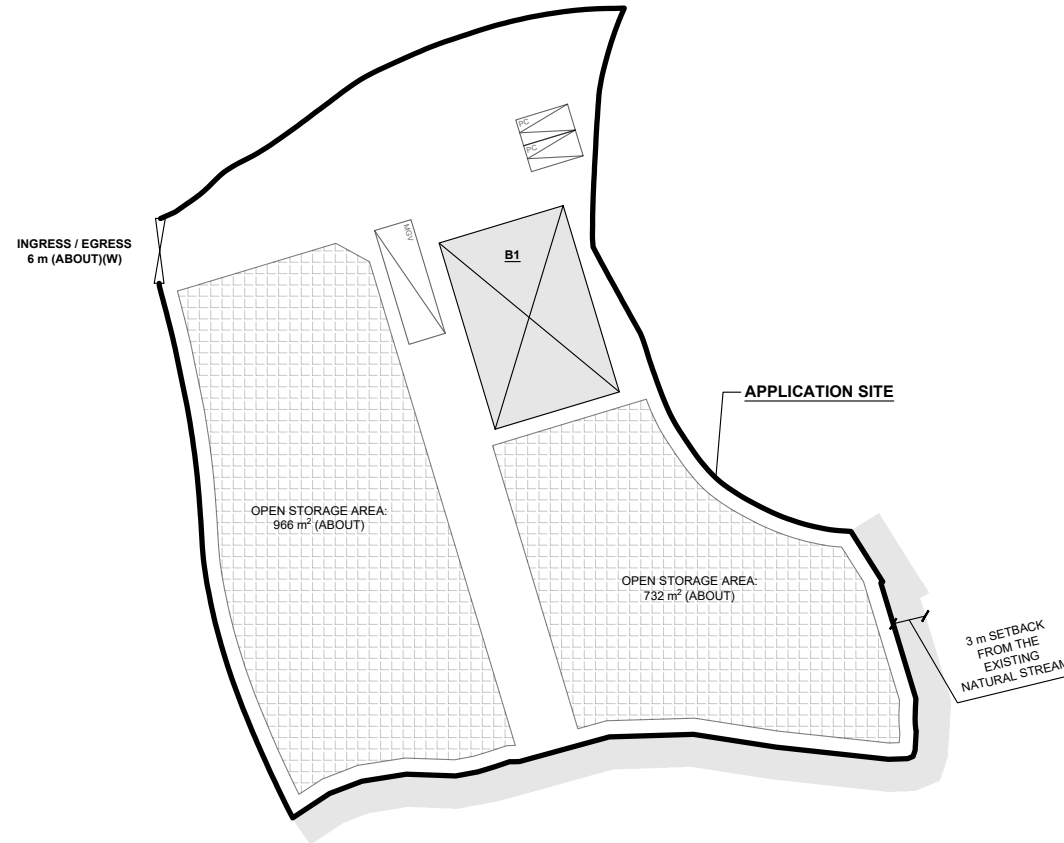 PC
PC
INGRESS / EGRESS
6 m (ABOUT)(W)
MGV
B1
APPLICATION SITE
OPEN STORAGE AREA:
966 m² (ABOUT)
OPEN STORAGE AREA:
732 m² (ABOUT)
3 m SETBACK
FROM THE
EXISTING
NATURAL STREAM